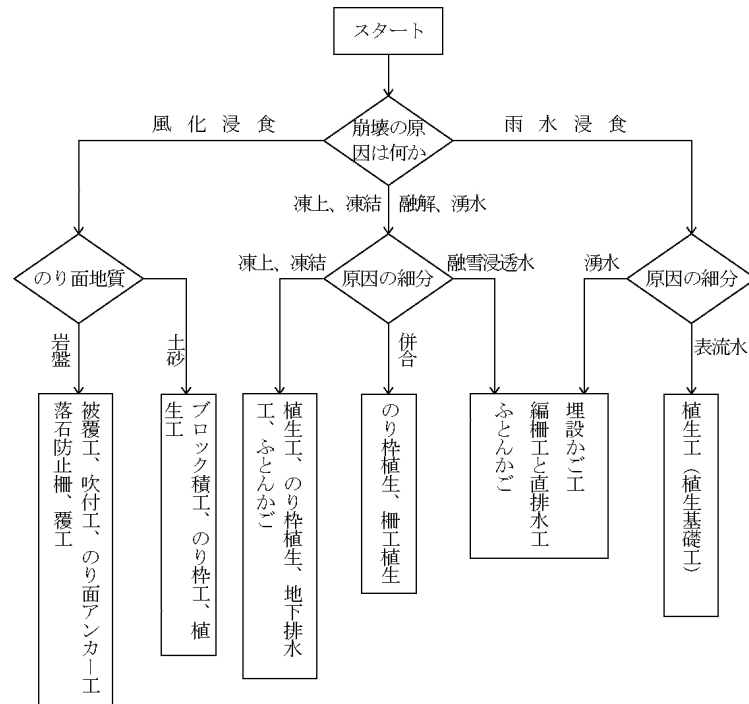 スタート
崩壊の原
因は何か
風化浸食
雨水浸食
凍上、凍結
融解、湧水
のり面地質
凍上、凍結
原因の細分
融雪浸透水
湧水
原因の細分
岩盤
土砂
併合
表流水
被覆工、吹付工、のり面アンカー工
落石防止柵、覆工
ブロック積工、のり枠工、植
生工
植生工、のり枠植生、地下排水
工、ふとんかご
のり枠植生、柵工植生
埋設かご工
編柵工と直排水工
ふとんかご
植生工（植生基礎工）